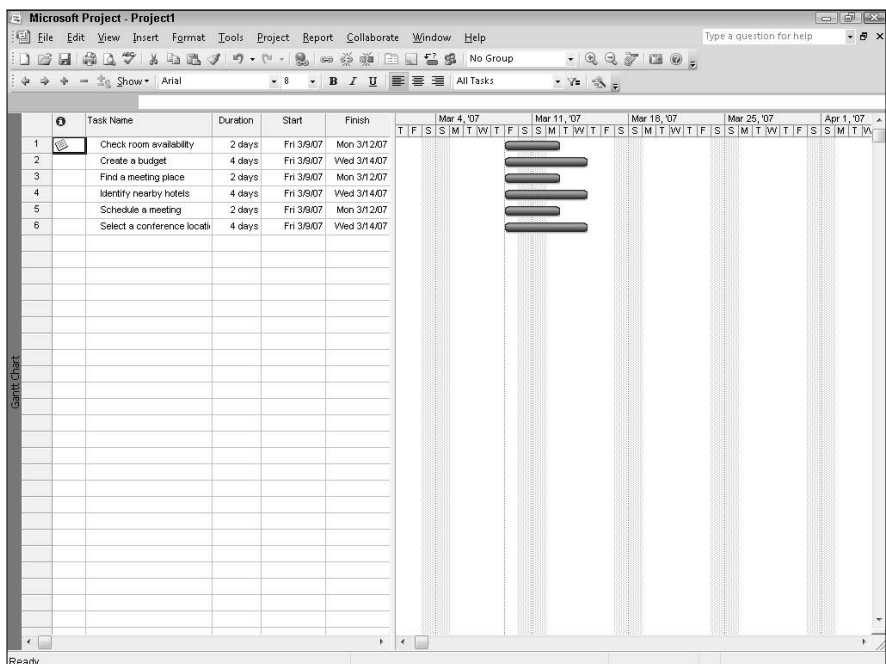 Microsoft Project - Project1
File Edit View Insert Format Tools Project Report Collaborate Window Help Type a question for help
No Group
Show Arial 8 B I U All Tasks
Task Name Duration Start Finish Mar 4, '07 Mar 11, '07 Mar 18, '07 Mar 25, '07 Apr 1, '07
T F S S M T W T F S S M T W T F S S M T W T F S S M T W T F S S M T W
1 Check room availability 2 days Fri 3/9/07 Mon 3/12/07
2 Create a budget 4 days Fri 3/9/07 Wed 3/14/07
3 Find a meeting place 2 days Fri 3/9/07 Mon 3/12/07
4 Identify nearby hotels 4 days Fri 3/9/07 Wed 3/14/07
5 Schedule a meeting 2 days Fri 3/9/07 Mon 3/12/07
6 Select a conference locati 4 days Fri 3/9/07 Wed 3/14/07
Gantt Chart
Ready